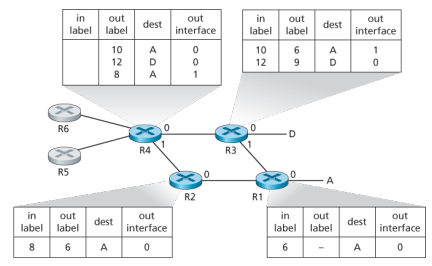 in label out label dest out interface
10 A 0
12 D 0
8 A 1
in label out label dest out interface
10 6 A 1
12 9 D 0
R6
0
0
D
R4
1
R3
1
R5
0
0
A
R2
R1
in label out label dest out interface
8 6 A 0
in label out label dest out interface
6 – A 0